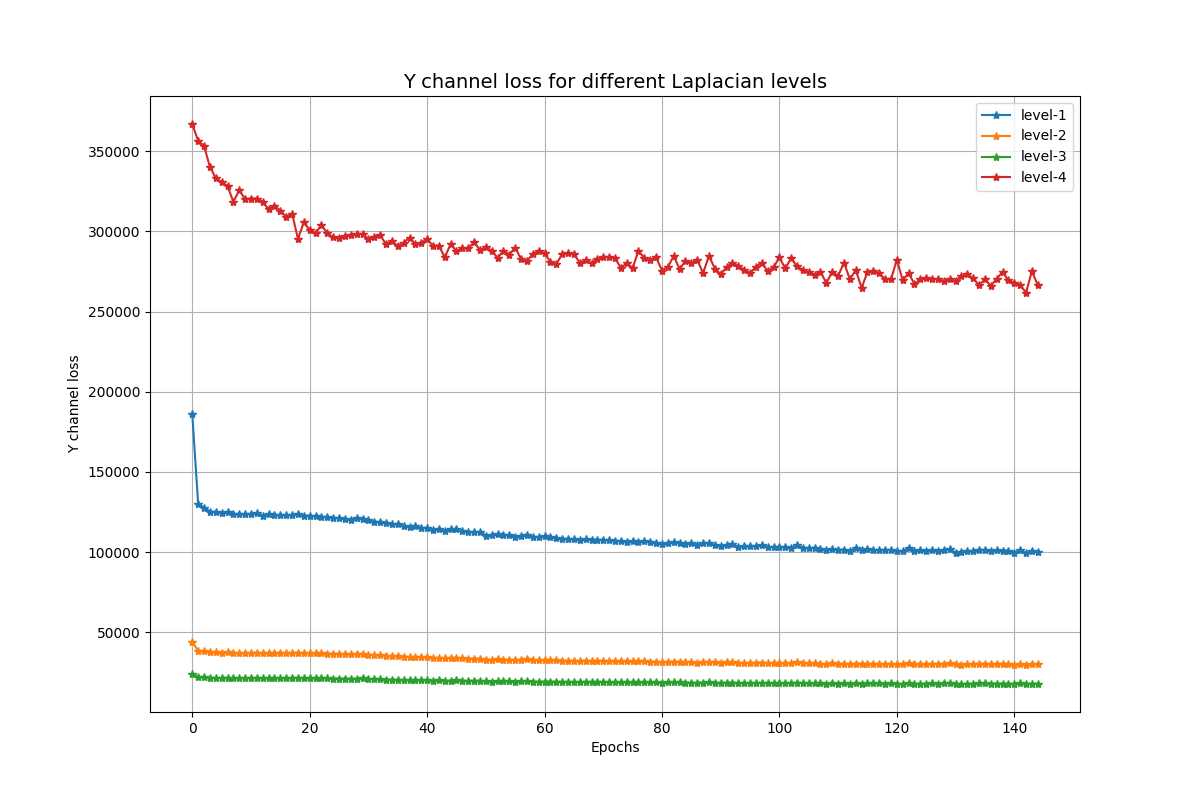 Y channel loss for different Laplacian levels
level-1
level-2
level-3
level-4
350000
300000
250000
200000
150000
100000
50000
Y channel loss
0 20 40 60 80 100 120 140
Epochs